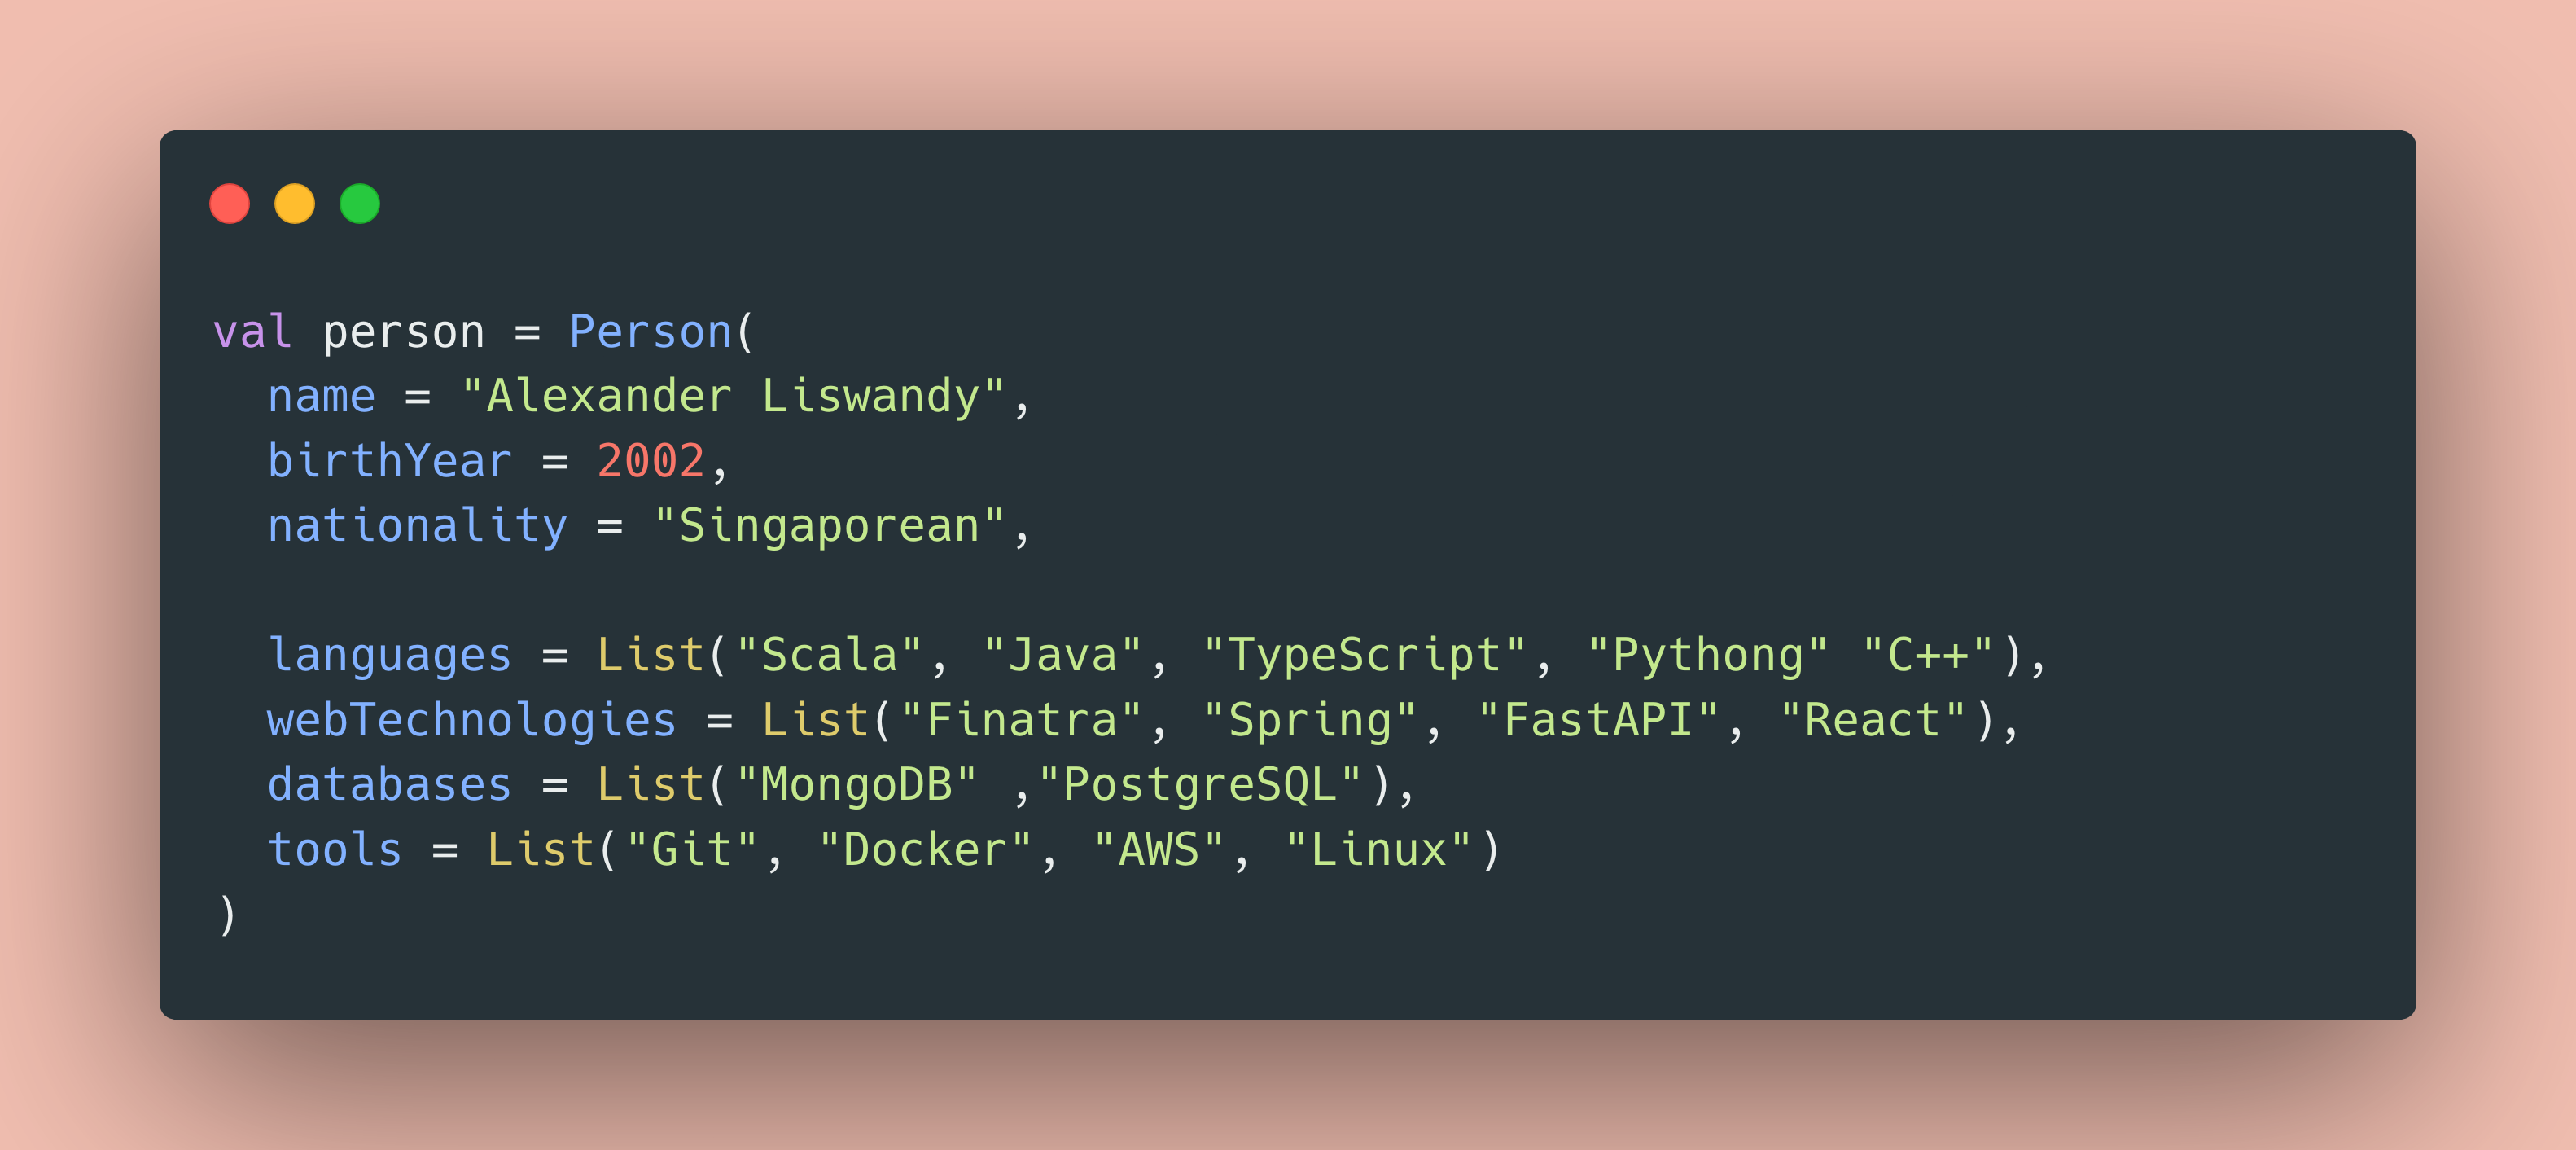 val person = Person(
  name = "Alexander Liswandy",
  birthYear = 2002,
  nationality = "Singaporean",

  languages = List("Scala", "Java", "TypeScript", "Pythong" "C++"),
  webTechnologies = List("Finatra", "Spring", "FastAPI", "React"),
  databases = List("MongoDB" ,"PostgreSQL"),
  tools = List("Git", "Docker", "AWS", "Linux")
)